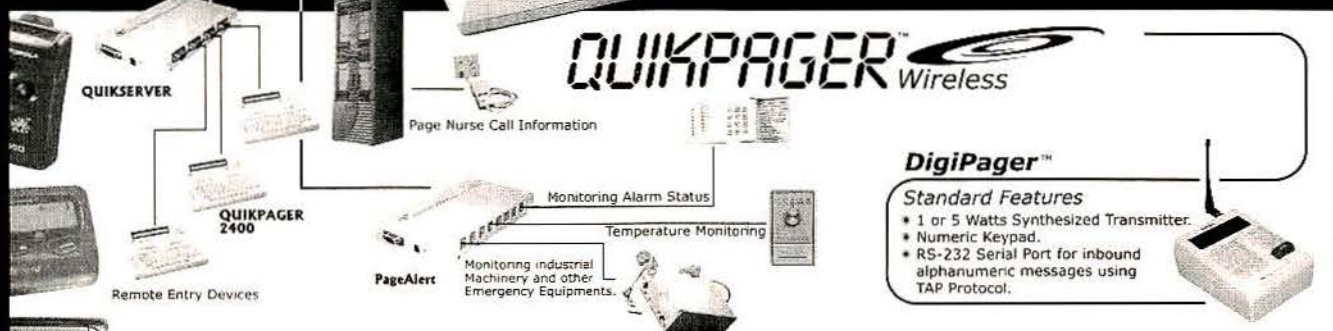 QUIKPAGER™ Wireless
QUIKSERVER
Page Nurse Call Information
QUIKPAGER
2400
Remote Entry Devices
PageAlert
Monitoring Alarm Status
Temperature Monitoring
Monitoring Industrial
Machinery and other
Emergency Equipments.
DigiPager™
Standard Features
* 1 or 5 Watts Synthesized Transmitter.
* Numeric Keypad.
* RS-232 Serial Port for inbound
alphanumeric messages using
TAP Protocol.